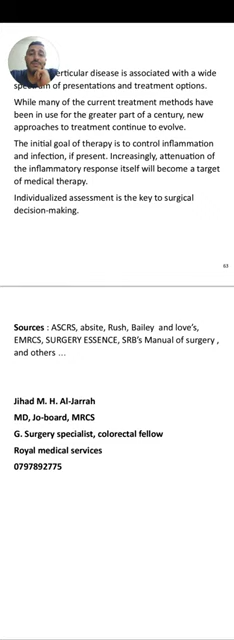 erticular disease is associated with a wide
of presentations and treatment options.
While many of the current treatment methods have
been in use for the greater part of a century, new
approaches to treatment continue to evolve.
The initial goal of therapy is to control inflammation
and infection, if present. Increasingly, attenuation of
the inflammatory response itself will become a target
of medical therapy.
Individualized assessment is the key to surgical
decision-making.
63
Sources : ASCRS, absite, Rush, Bailey and love's,
EMRCS, SURGERY ESSENCE, SRB's Manual of surgery ,
and others ...
Jihad M. H. Al-Jarrah
MD, Jo-board, MRCS
G. Surgery specialist, colorectal fellow
Royal medical services
0797892775